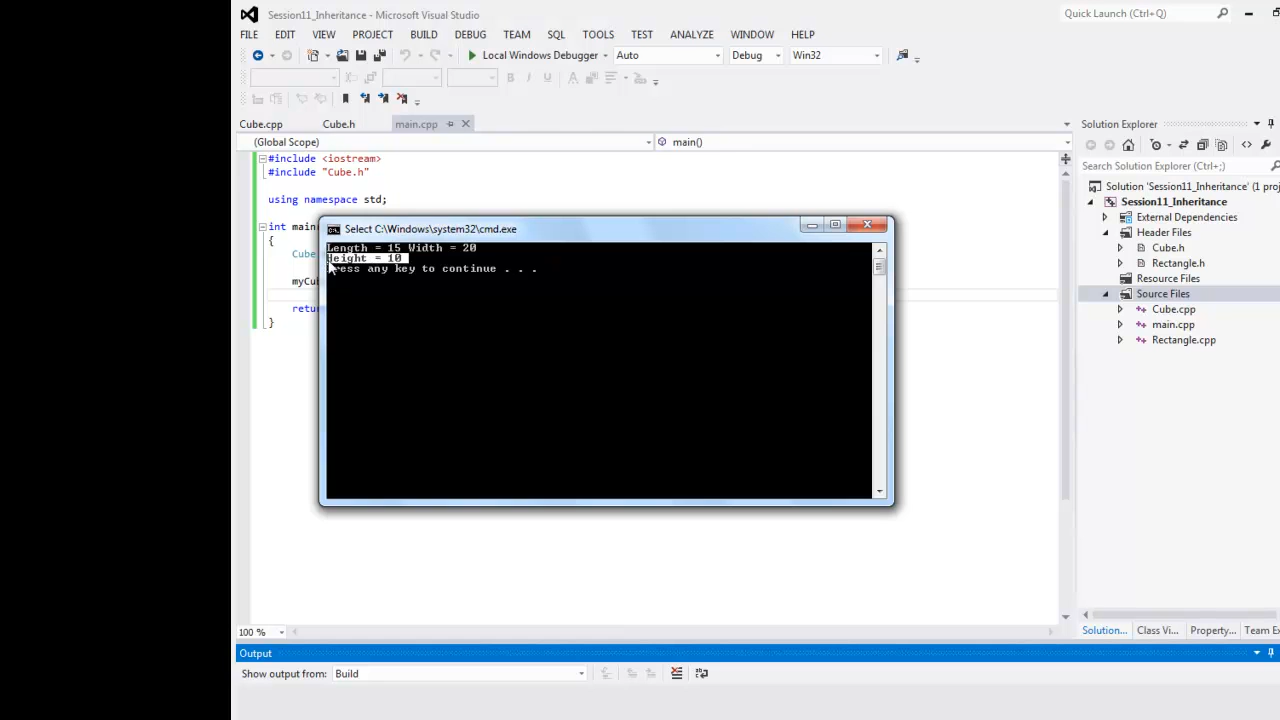 Session11_Inheritance - Microsoft Visual Studio
Quick Launch (Ctrl+Q)
FILE EDIT VIEW PROJECT BUILD DEBUG TEAM SQL TOOLS TEST ANALYZE WINDOW HELP
Local Windows Debugger Auto Debug Win32
Cube.cpp Cube.h main.cpp
(Global Scope) main()
#include <iostream>
#include "Cube.h"
using namespace std;
int main
{
Cube
myCu
retur
}
Select C:\Windows\system32\cmd.exe
Length = 15 Width = 20
Height = 10
Press any key to continue . . .
Solution Explorer
Search Solution Explorer (Ctrl+;)
Solution 'Session11_Inheritance' (1 proj
Session11_Inheritance
External Dependencies
Header Files
Cube.h
Rectangle.h
Resource Files
Source Files
Cube.cpp
main.cpp
Rectangle.cpp
100 %
Solution... Class Vi... Property... Team Ex
Output
Show output from: Build